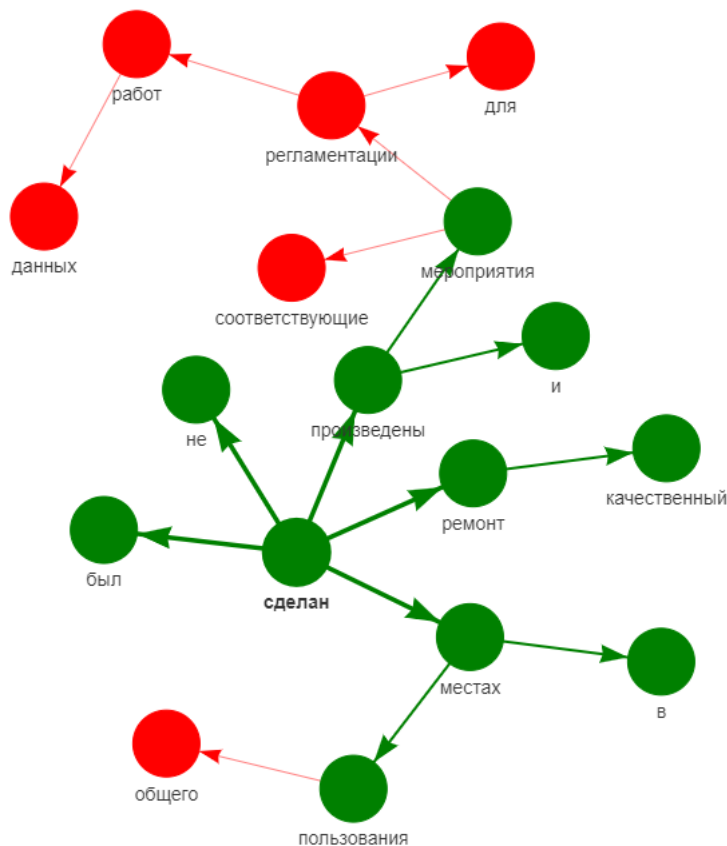 работ
для
регламентации
данных
мероприятия
соответствующие
и
произведены
не
качественный
ремонт
был
сделан
местах
в
общего
пользования